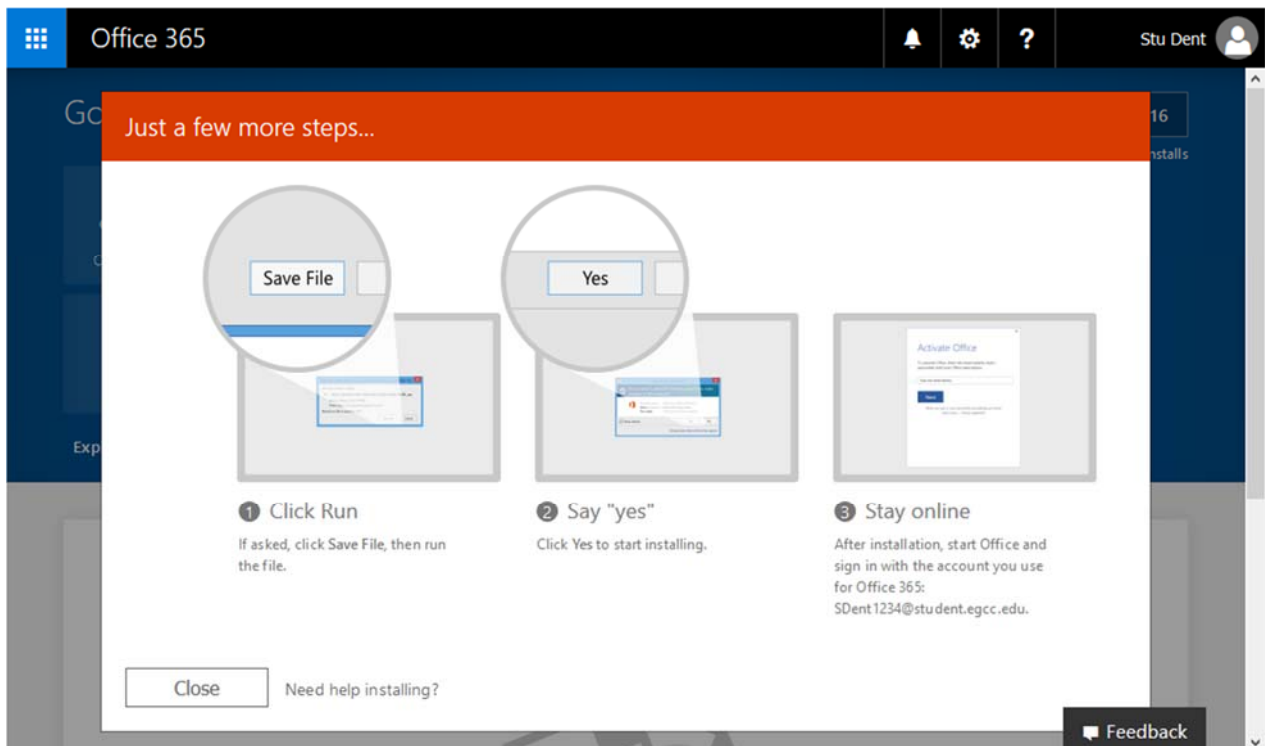 Office 365
Stu Dent
Go
16
nstalls
Exp
Just a few more steps...
Save File
Yes
Activate Office
Next
1 Click Run
If asked, click Save File, then run
the file.
2 Say "yes"
Click Yes to start installing.
3 Stay online
After installation, start Office and
sign in with the account you use
for Office 365:
SDent1234@student.egcc.edu.
Close
Need help installing?
Feedback